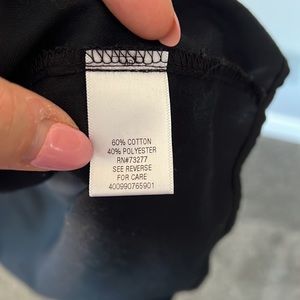 60% COTTON
40% POLYESTER
RN#73277
SEE REVERSE
FOR CARE
400990765901